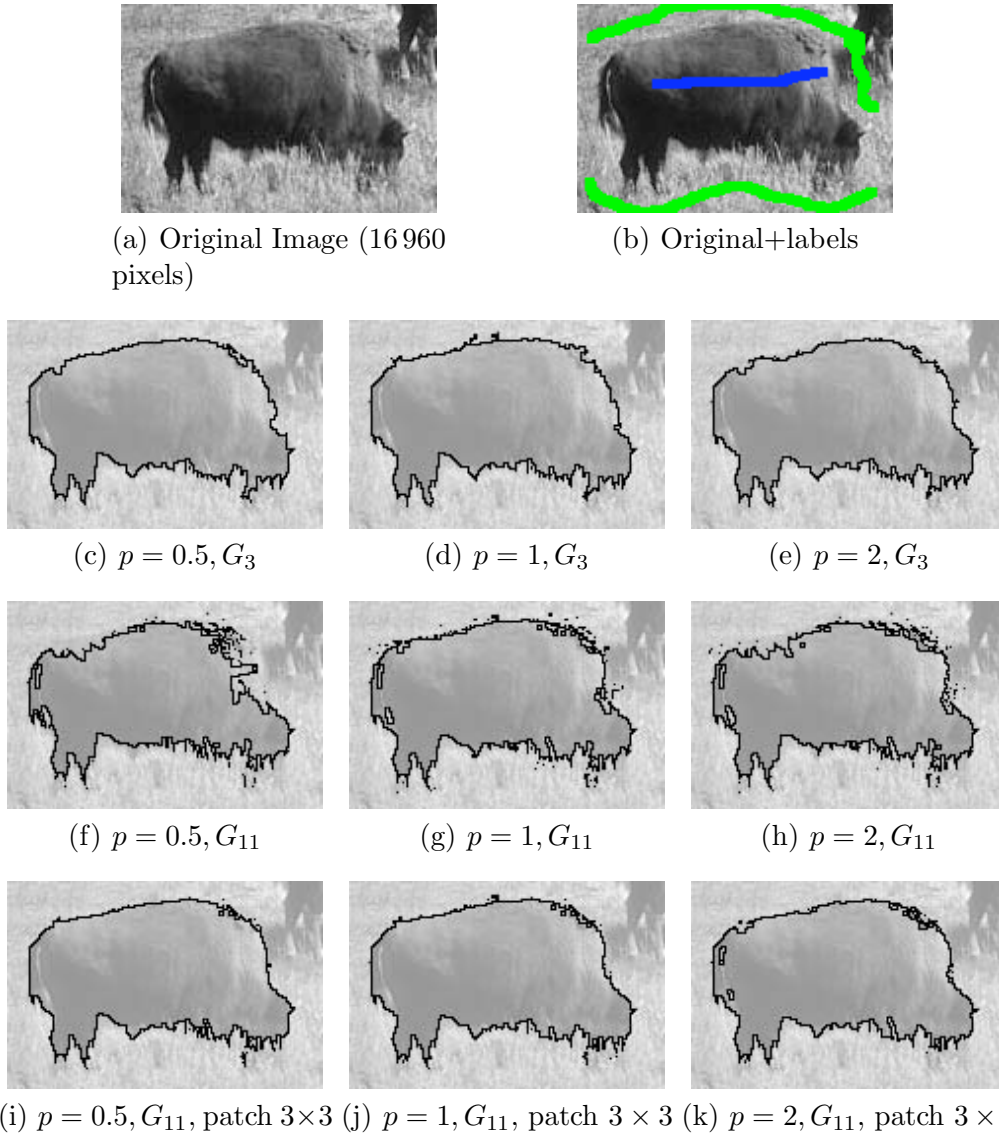 (a) Original Image (16 960
pixels)
(b) Original+labels
(c) p = 0.5, G₃
(d) p = 1, G₃
(e) p = 2, G₃
(f) p = 0.5, G₁₁
(g) p = 1, G₁₁
(h) p = 2, G₁₁
(i) p = 0.5, G₁₁, patch 3×3
(j) p = 1, G₁₁, patch 3 × 3
(k) p = 2, G₁₁, patch 3 ×